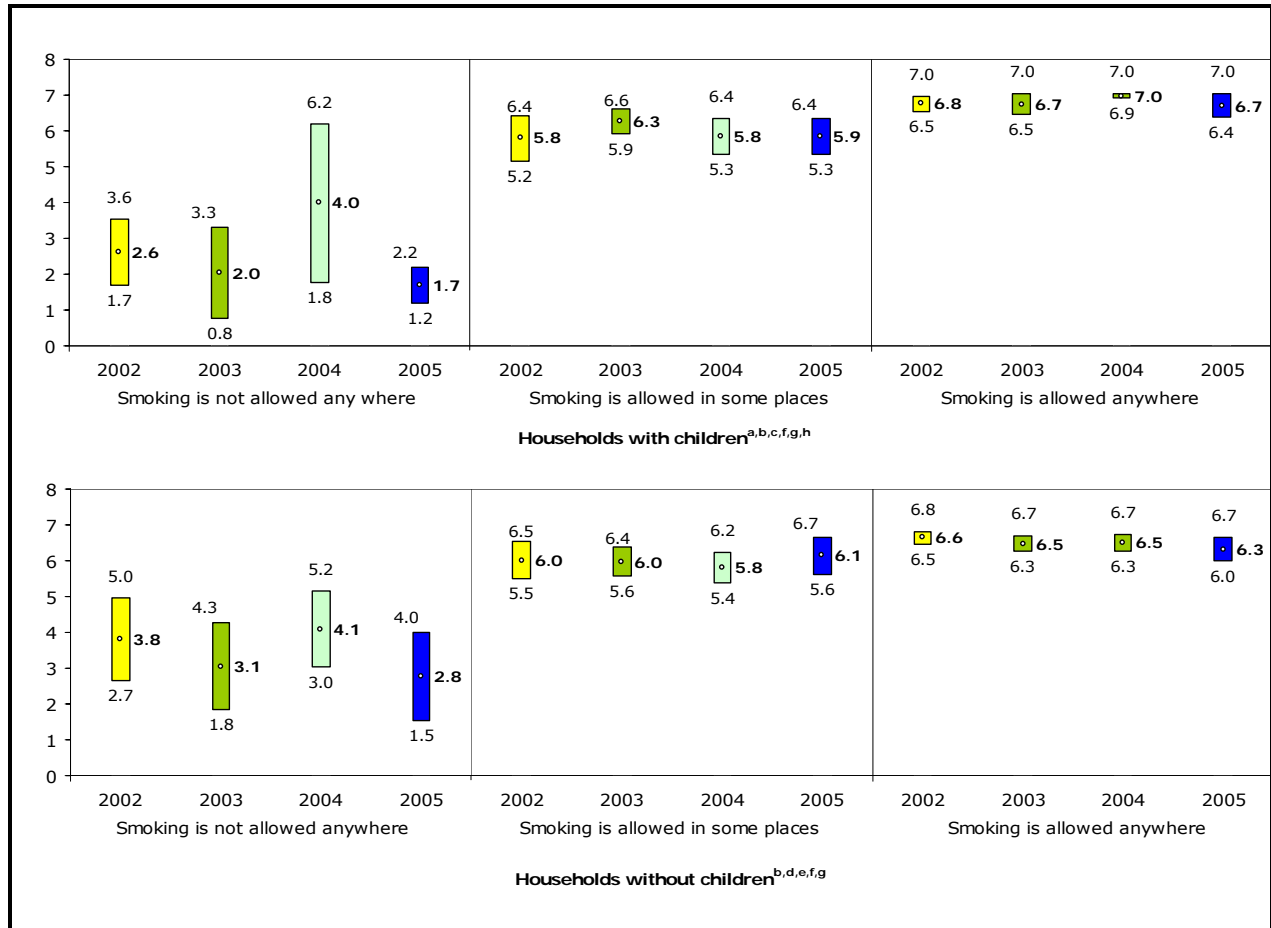 8
7.0 7.0 7.0 7.0
7
6.4 6.6 6.4 6.4
6.2
6.8 6.7 7.0 6.7
6.3
6.5 6.5 6.9 6.4
6
5.8 5.8 5.9
5.9
5.2 5.3 5.3
5
4
3.6 3.3 4.0
3
2.6 2.0 2.2
2
1.7 1.8 1.7
1
0.8 1.2
0
2002 2003 2004 2005 2002 2003 2004 2005 2002 2003 2004 2005
Smoking is not allowed any where Smoking is allowed in some places Smoking is allowed anywhere
Households with children a,b,c,f,g,h
8
7
6.8 6.7 6.7 6.7
6.5 6.4 6.2 6.7
6.6 6.5 6.5 6.3
6.5 6.3 6.3 6.0
6
6.0 6.0 5.8 6.1
5.5 5.6 5.4 5.6
5
5.0 4.3 5.2 4.0
4
3.8 3.1 4.1 2.8
3
2.7 1.8 3.0 1.5
2
1
0
2002 2003 2004 2005 2002 2003 2004 2005 2002 2003 2004 2005
Smoking is not allowed anywhere Smoking is allowed in some places Smoking is allowed anywhere
Households without children b,d,e,f,g